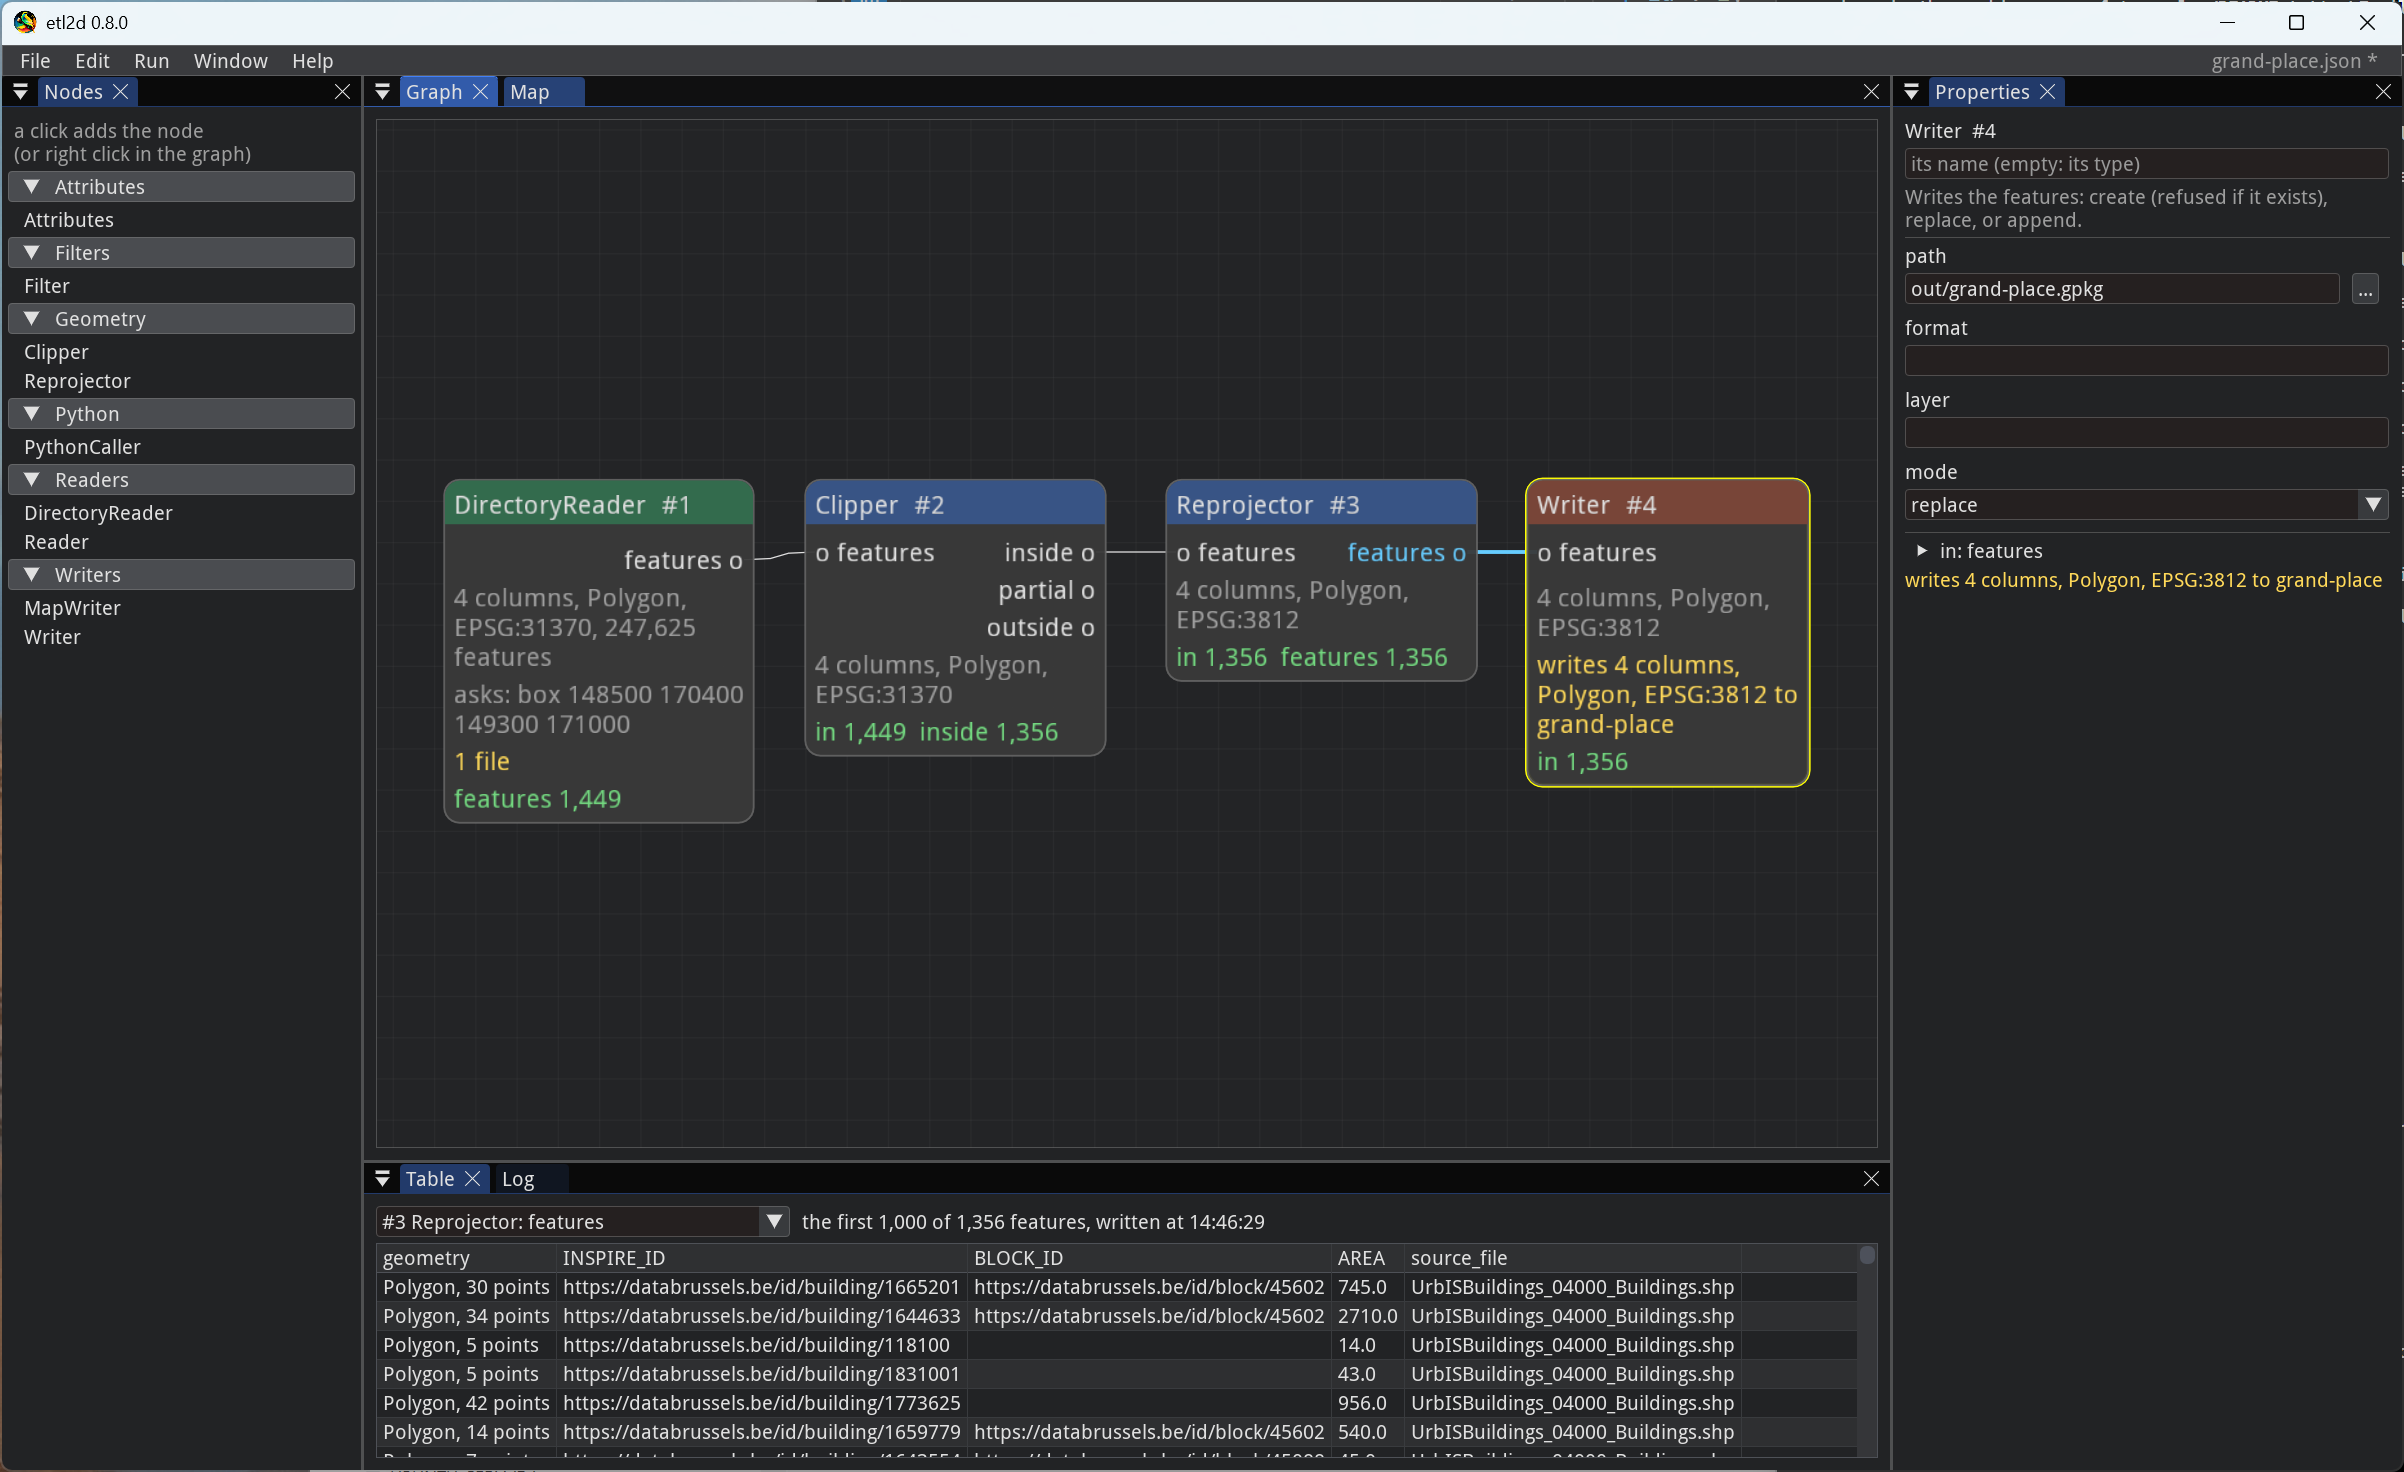 etl2d 0.8.0
File Edit Run Window Help
grand-place.json *
Nodes
a click adds the node
(or right click in the graph)
Attributes
Attributes
Filters
Filter
Geometry
Clipper
Reprojector
Python
PythonCaller
Readers
DirectoryReader
Reader
Writers
MapWriter
Writer
Graph
Map
DirectoryReader #1
features o
4 columns, Polygon,
EPSG:31370, 247,625
features
asks: box 148500 170400
149300 171000
1 file
features 1,449
Clipper #2
o features inside o
partial o
outside o
4 columns, Polygon,
EPSG:31370
in 1,449 inside 1,356
Reprojector #3
o features features o
4 columns, Polygon,
EPSG:3812
in 1,356 features 1,356
Writer #4
o features
4 columns, Polygon,
EPSG:3812
writes 4 columns,
Polygon, EPSG:3812 to
grand-place
in 1,356
Table
Log
#3 Reprojector: features
the first 1,000 of 1,356 features, written at 14:46:29
geometry INSPIRE_ID BLOCK_ID AREA source_file
Polygon, 30 points https://databrussels.be/id/building/1665201 https://databrussels.be/id/block/45602 745.0 UrbISBuildings_04000_Buildings.shp
Polygon, 34 points https://databrussels.be/id/building/1644633 https://databrussels.be/id/block/45602 2710.0 UrbISBuildings_04000_Buildings.shp
Polygon, 5 points https://databrussels.be/id/building/118100 14.0 UrbISBuildings_04000_Buildings.shp
Polygon, 5 points https://databrussels.be/id/building/1831001 43.0 UrbISBuildings_04000_Buildings.shp
Polygon, 42 points https://databrussels.be/id/building/1773625 956.0 UrbISBuildings_04000_Buildings.shp
Polygon, 14 points https://databrussels.be/id/building/1659779 https://databrussels.be/id/block/45602 540.0 UrbISBuildings_04000_Buildings.shp
Properties
Writer #4
its name (empty: its type)
Writes the features: create (refused if it exists),
replace, or append.
path
out/grand-place.gpkg
...
format
layer
mode
replace
in: features
writes 4 columns, Polygon, EPSG:3812 to grand-place